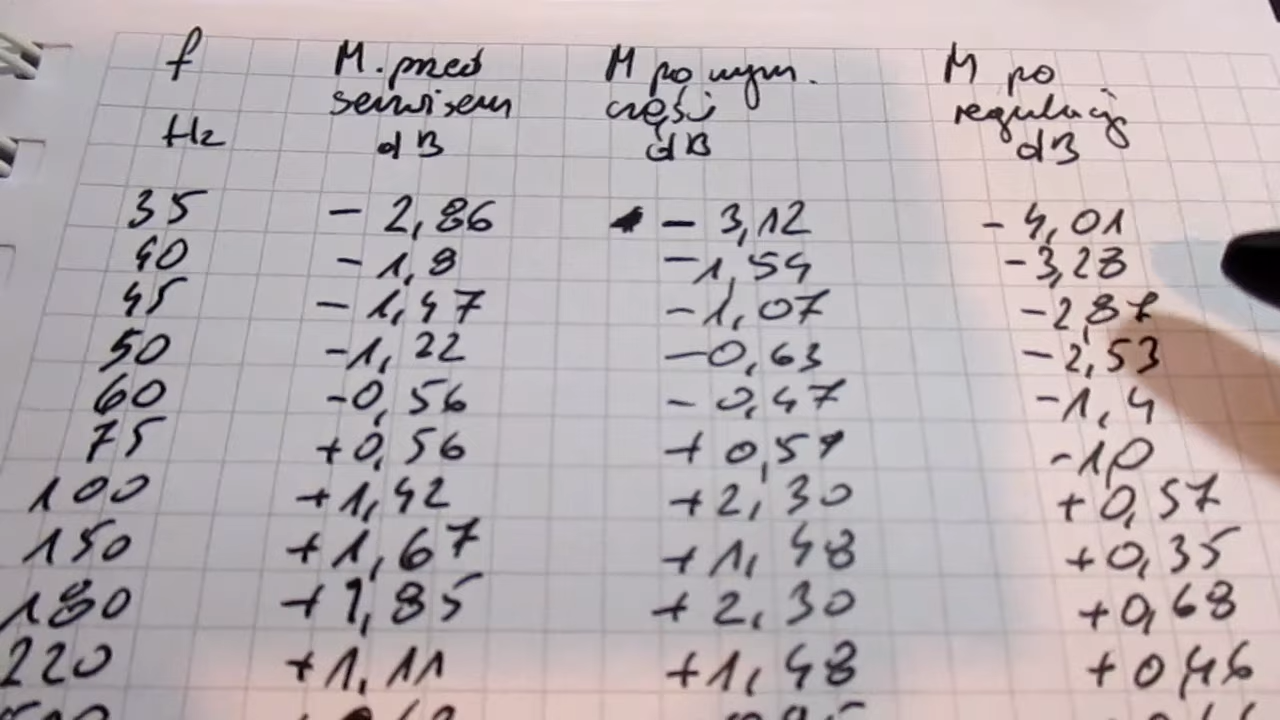 f M. przed M po wym. M po
serwisem części regulacji
Hz dB dB dB
35 - 2,86 - 3,12 - 4,01
40 - 1,8 - 1,54 - 3,28
45 - 1,47 - 1,07 - 2,87
50 - 1,22 - 0,63 - 2,53
60 - 0,56 - 0,47 - 1,4
75 + 0,56 + 0,57 - 1,0
100 + 1,42 + 2,30 + 0,57
150 + 1,67 + 1,48 + 0,35
180 + 1,85 + 2,30 + 0,68
220 + 1,11 + 1,48 + 0,46